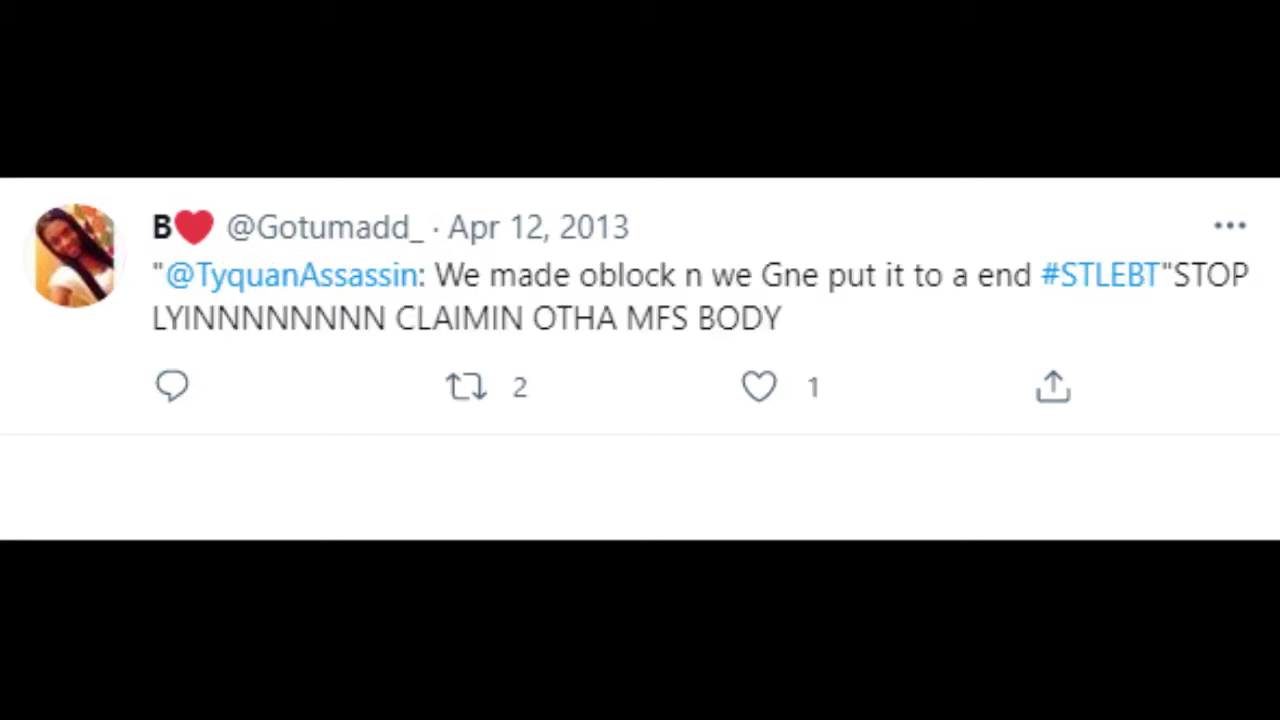 B❤️ @Gotumadd_ · Apr 12, 2013
"@TyquanAssassin: We made oblock n we Gne put it to a end #STLEBT"STOP
LYINNNNNNNN CLAIMIN OTHA MFS BODY
2 1